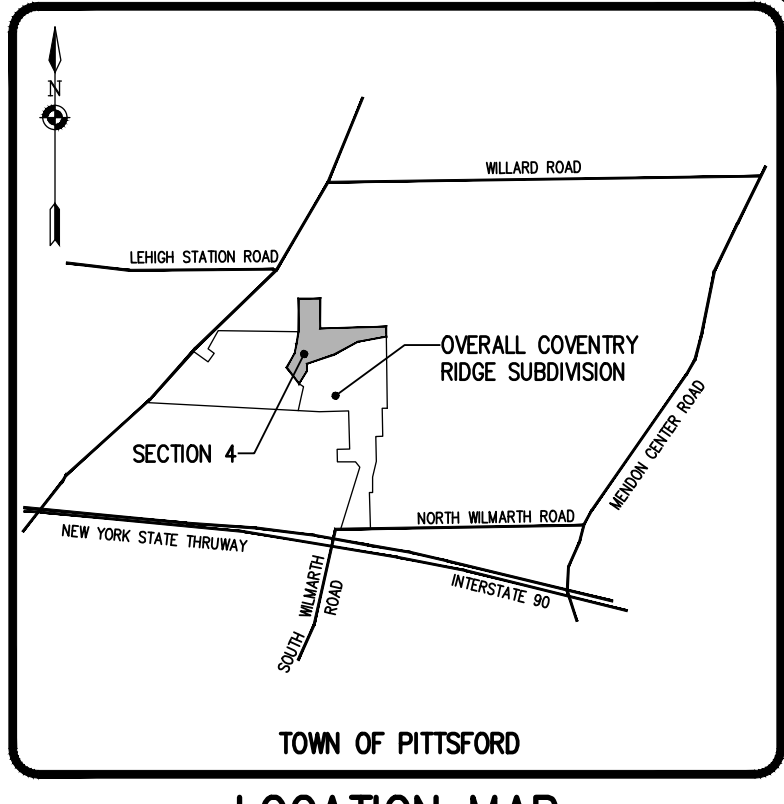 N
WILLARD ROAD
LEHIGH STATION ROAD
OVERALL COVENTRY
RIDGE SUBDIVISION
MENDON CENTER ROAD
SECTION 4
NORTH WILMARTH ROAD
NEW YORK STATE THRUWAY
INTERSTATE 90
SOUTH WILMARTH
ROAD
TOWN OF PITTSFORD
LOCATION MAP